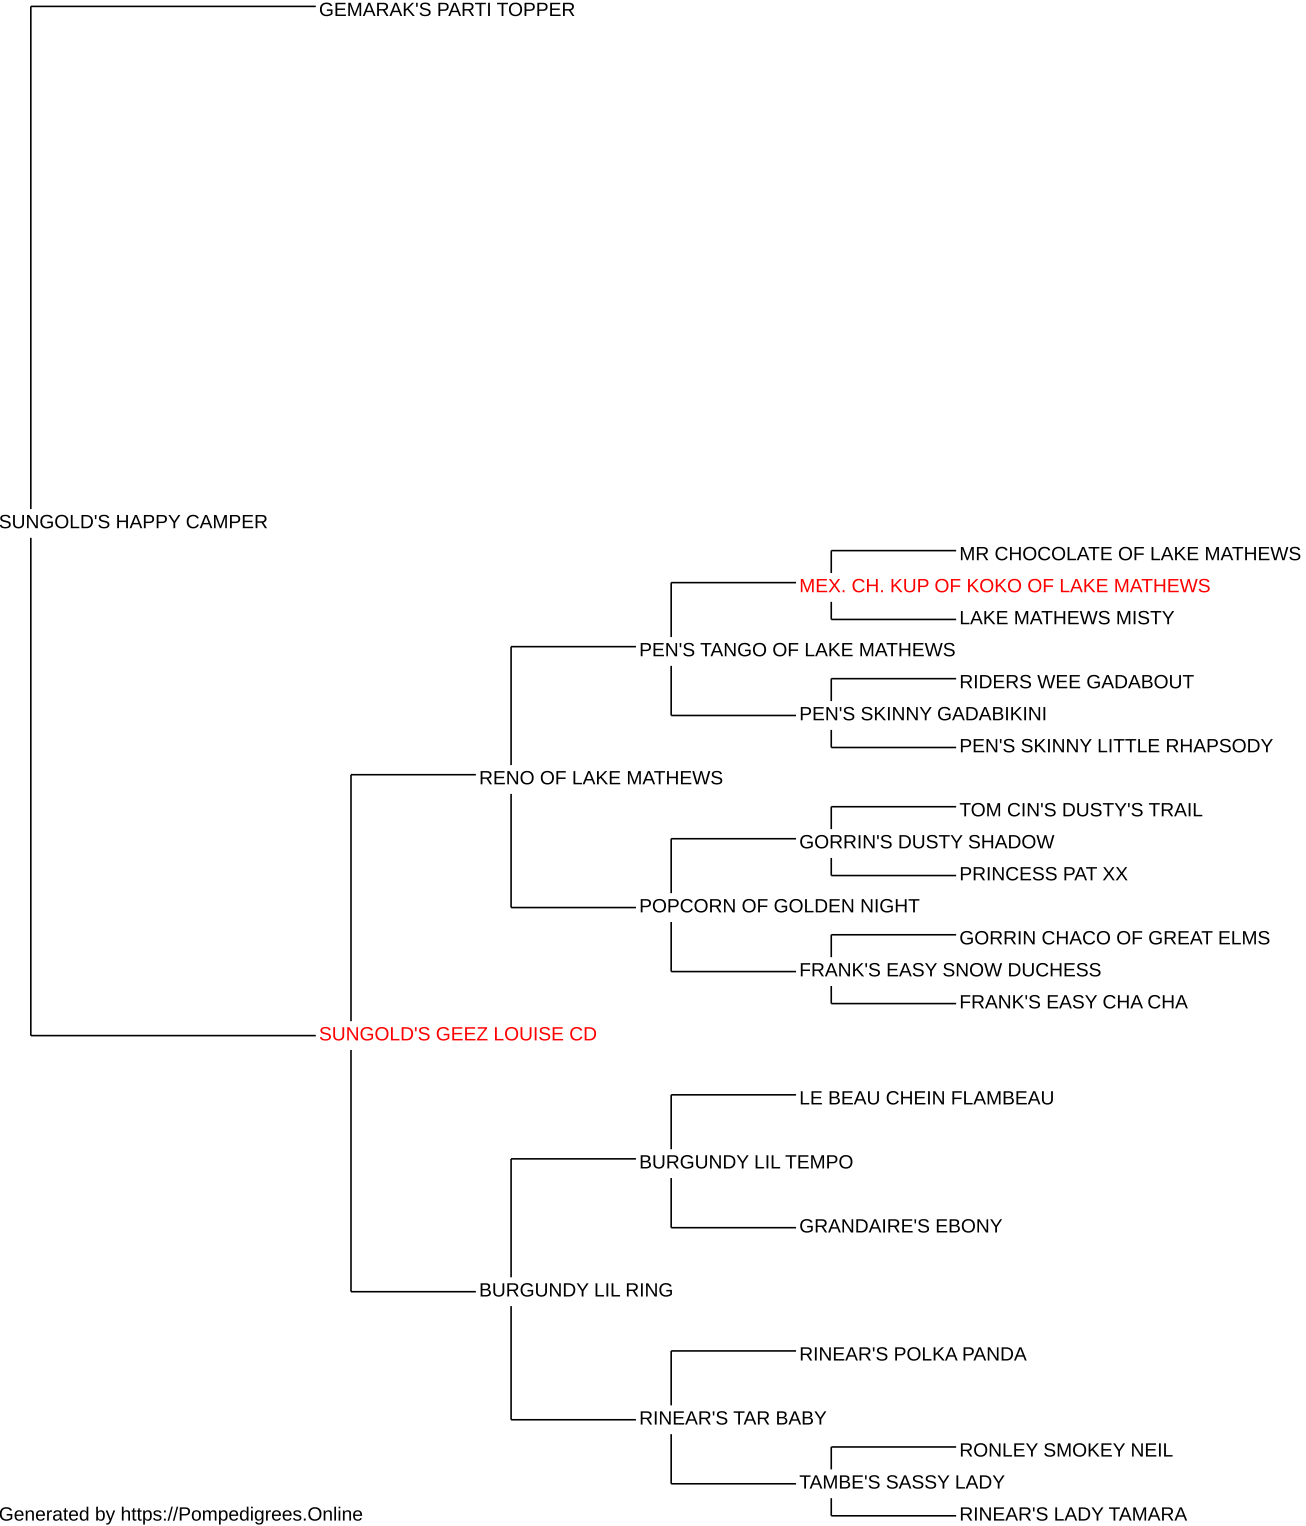 GEMARAK'S PARTI TOPPER
SUNGOLD'S HAPPY CAMPER
MR CHOCOLATE OF LAKE MATHEWS
MEX. CH. KUP OF KOKO OF LAKE MATHEWS
LAKE MATHEWS MISTY
PEN'S TANGO OF LAKE MATHEWS
RIDERS WEE GADABOUT
PEN'S SKINNY GADABIKINI
PEN'S SKINNY LITTLE RHAPSODY
RENO OF LAKE MATHEWS
TOM CIN'S DUSTY'S TRAIL
GORRIN'S DUSTY SHADOW
PRINCESS PAT XX
POPCORN OF GOLDEN NIGHT
GORRIN CHACO OF GREAT ELMS
FRANK'S EASY SNOW DUCHESS
FRANK'S EASY CHA CHA
SUNGOLD'S GEEZ LOUISE CD
LE BEAU CHEIN FLAMBEAU
BURGUNDY LIL TEMPO
GRANDAIRE'S EBONY
BURGUNDY LIL RING
RINEAR'S POLKA PANDA
RINEAR'S TAR BABY
RONLEY SMOKEY NEIL
TAMBE'S SASSY LADY
RINEAR'S LADY TAMARA
Generated by https://Pompedigrees.Online